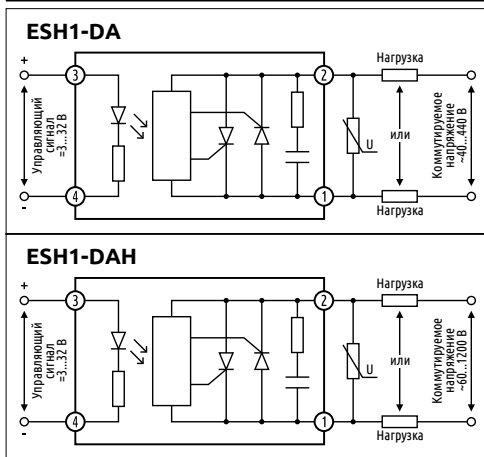 ESH1-DA
+
3
2
Нагрузка
Управляющий
сигнал
=3...32 В
U
или
Коммутируемое
напряжение
~40...440 В
-
4
1
Нагрузка
ESH1-DAH
+
3
2
Нагрузка
Управляющий
сигнал
=3...32 В
U
или
Коммутируемое
напряжение
~60...1200 В
-
4
1
Нагрузка